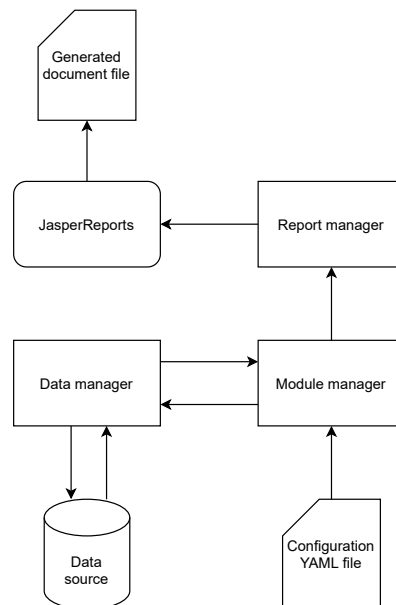 Generated
document file
JasperReports
Report manager
Data manager
Module manager
Data
source
Configuration
YAML file